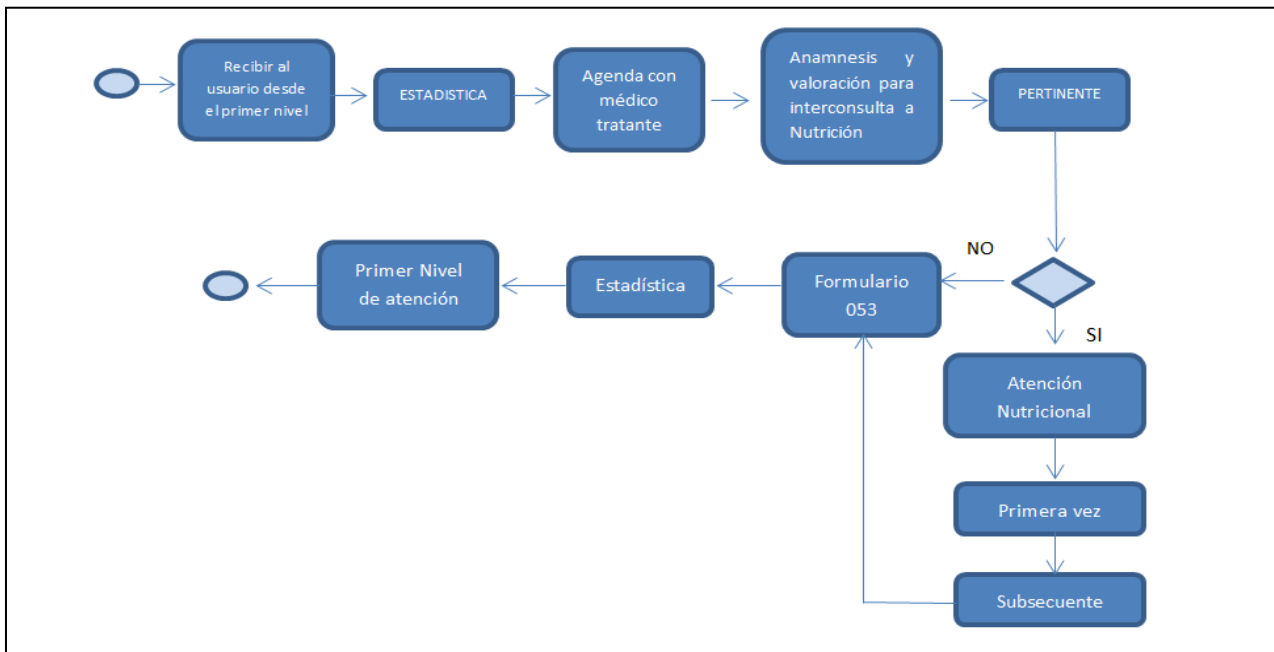 Recibir al
usuario desde
el primer nivel
ESTADISTICA
Agenda con
médico
tratante
Anamnesis y
valoración para
interconsulta a
Nutrición
PERTINENTE
NO
SI
Formulario
053
Estadística
Primer Nivel
de atención
Atención
Nutricional
Primera vez
Subsecuente